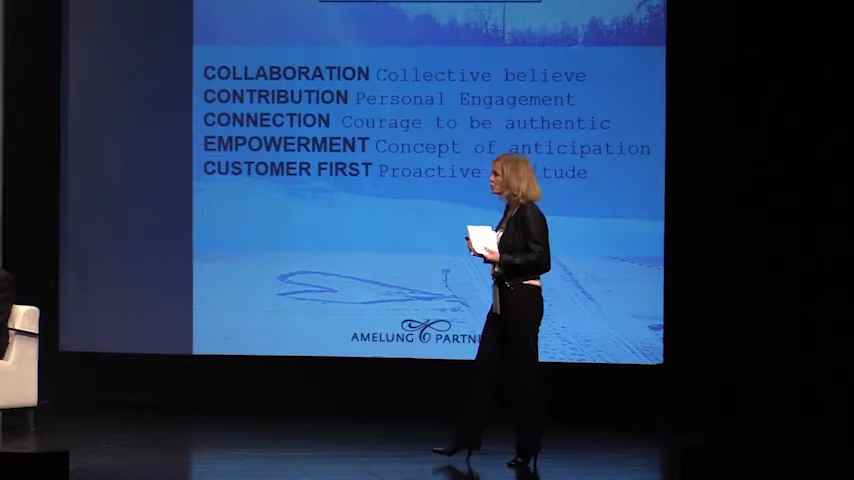 COLLABORATION Collective believe
CONTRIBUTION Personal Engagement
CONNECTION Courage to be authentic
EMPOWERMENT Concept of anticipation
CUSTOMER FIRST Proactive
AMELUNG